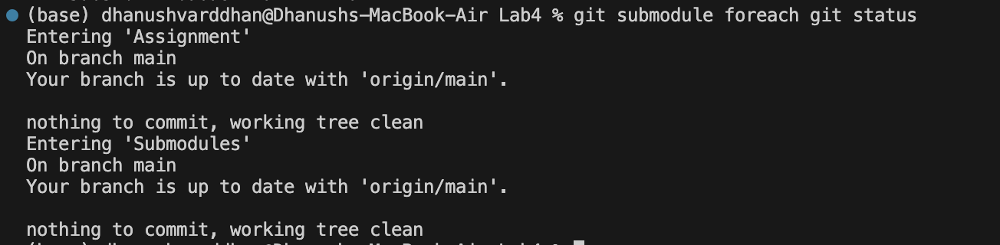 (base) dhanushvarddhan@Dhanushs-MacBook-Air Lab4 % git submodule foreach git status
Entering 'Assignment'
On branch main
Your branch is up to date with 'origin/main'.
nothing to commit, working tree clean
Entering 'Submodules'
On branch main
Your branch is up to date with 'origin/main'.
nothing to commit, working tree clean